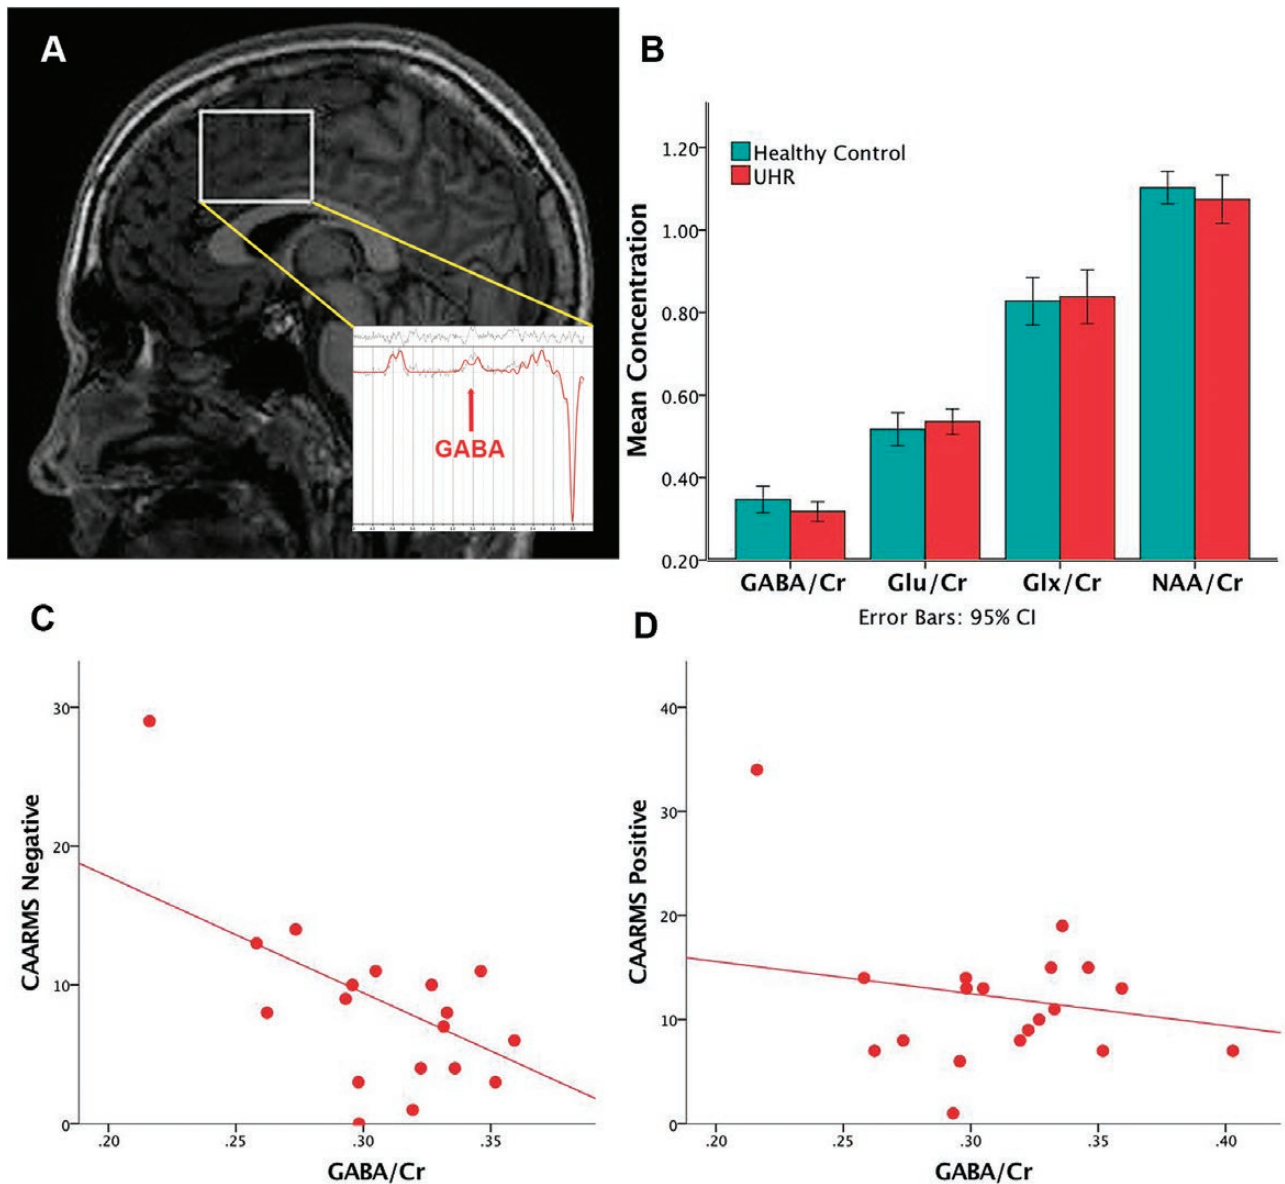 A
GABA
B
Healthy Control
UHR
Mean Concentration
1.20
1.00
0.80
0.60
0.40
0.20
GABA/Cr Glu/Cr Glx/Cr NAA/Cr
Error Bars: 95% CI
C
CAARMS Negative
30
20
10
0
.20 .25 .30 .35
GABA/Cr
D
CAARMS Positive
40
30
20
10
0
.20 .25 .30 .35 .40
GABA/Cr